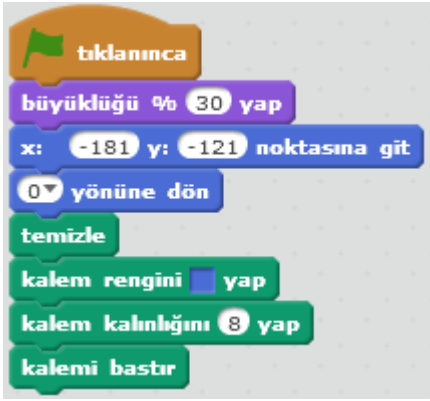 tıklanınca
büyüklüğü % 30 yap
x: -181 y: -121 noktasına git
0 yönüne dön
temizle
kalem rengini yap
kalem kalınlığını 8 yap
kalemi bastır